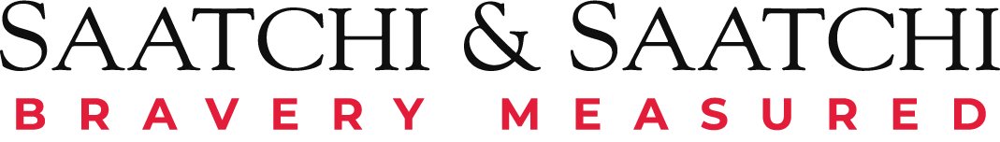 SAATCHI & SAATCHI
BRAVERY MEASURED